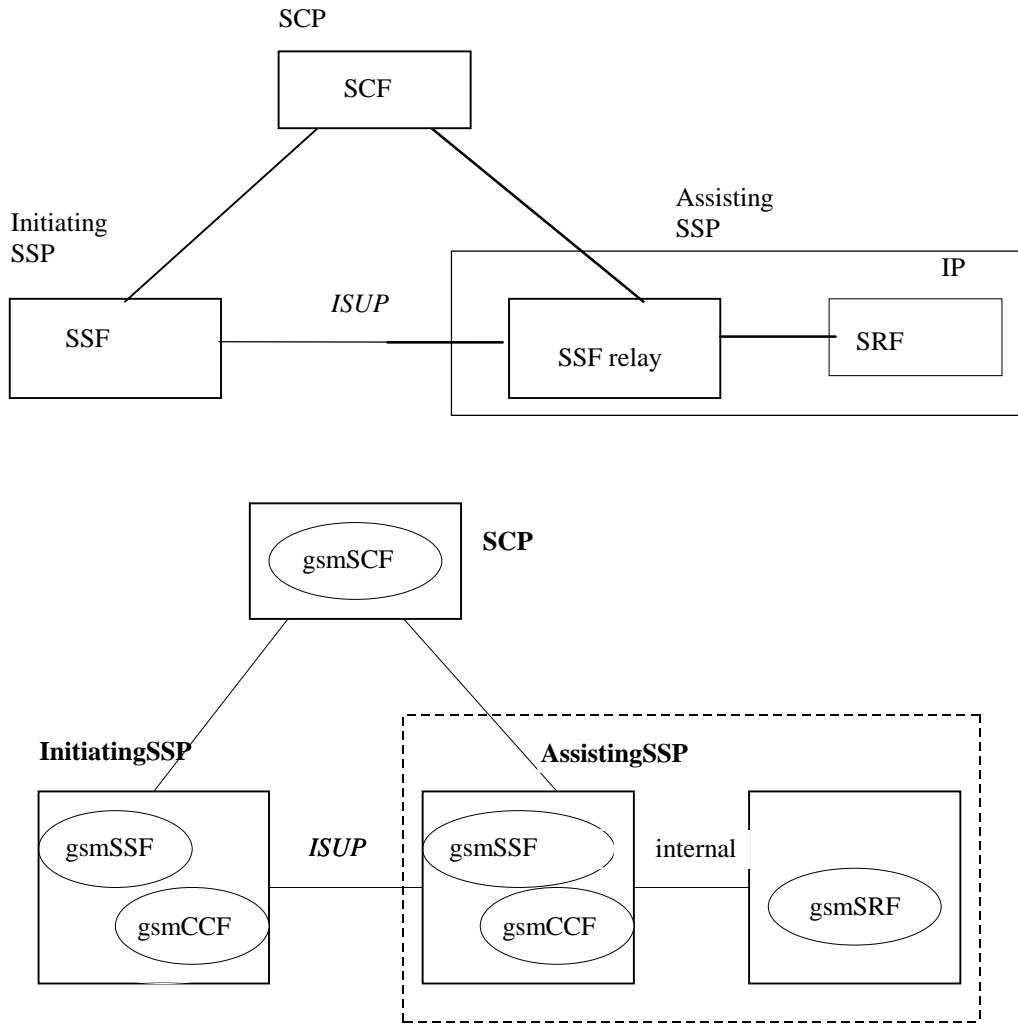 SCP
SCF
Assisting
SSP
Initiating
SSP
IP
ISUP
SSF
SSF relay
SRF
gsmSCF
SCP
InitiatingSSP
AssistingSSP
gsmSSF
ISUP
gsmSSF
internal
gsmCCF
gsmCCF
gsmSRF